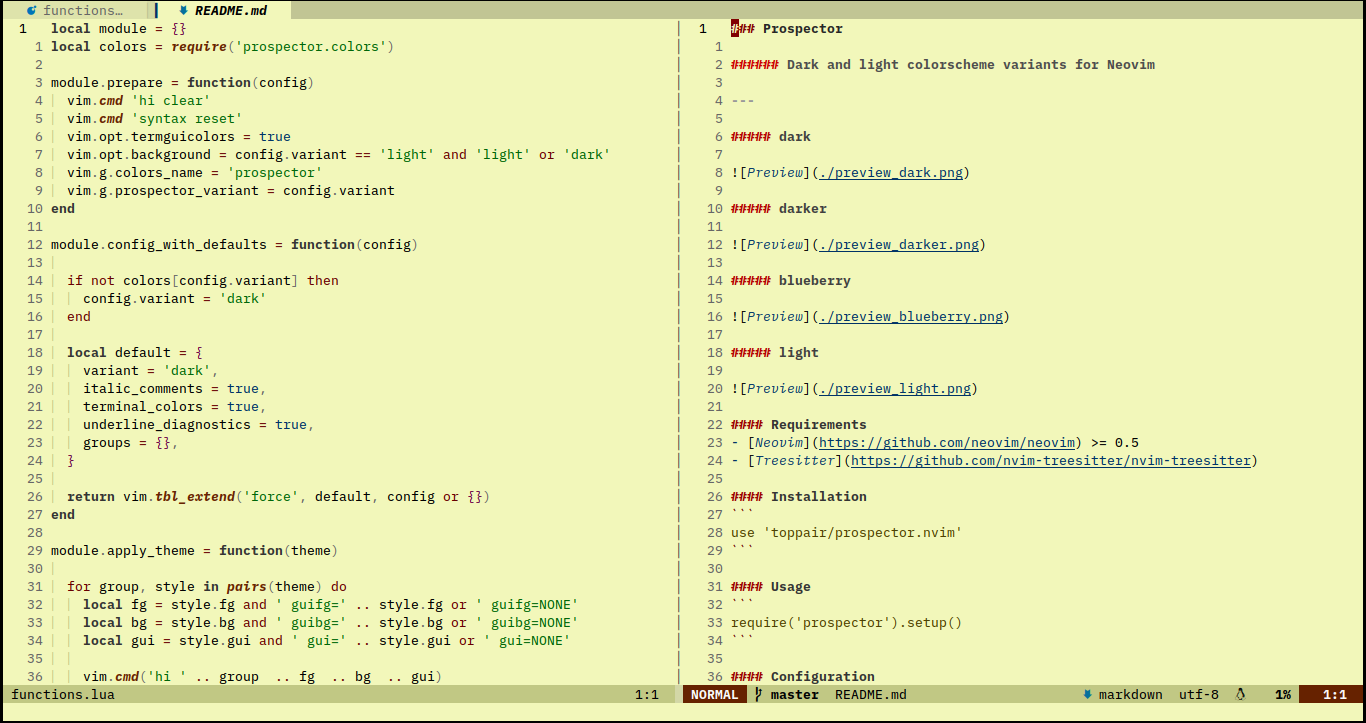 functions… README.md
1 local module = {}
1 local colors = require('prospector.colors')
2
3 module.prepare = function(config)
4 vim.cmd 'hi clear'
5 vim.cmd 'syntax reset'
6 vim.opt.termguicolors = true
7 vim.opt.background = config.variant == 'light' and 'light' or 'dark'
8 vim.g.colors_name = 'prospector'
9 vim.g.prospector_variant = config.variant
10 end
11
12 module.config_with_defaults = function(config)
13
14 if not colors[config.variant] then
15 config.variant = 'dark'
16 end
17
18 local default = {
19 variant = 'dark',
20 italic_comments = true,
21 terminal_colors = true,
22 underline_diagnostics = true,
23 groups = {},
24 }
25
26 return vim.tbl_extend('force', default, config or {})
27 end
28
29 module.apply_theme = function(theme)
30
31 for group, style in pairs(theme) do
32 local fg = style.fg and ' guifg=' .. style.fg or ' guifg=NONE'
33 local bg = style.bg and ' guibg=' .. style.bg or ' guibg=NONE'
34 local gui = style.gui and ' gui=' .. style.gui or ' gui=NONE'
35
36 vim.cmd('hi ' .. group .. fg .. bg .. gui)
functions.lua 1:1
1 ### Prospector
1
2 ###### Dark and light colorscheme variants for Neovim
3
4 ---
5
6 ##### dark
7
8 ![Preview](./preview_dark.png)
9
10 ##### darker
11
12 ![Preview](./preview_darker.png)
13
14 ##### blueberry
15
16 ![Preview](./preview_blueberry.png)
17
18 ##### light
19
20 ![Preview](./preview_light.png)
21
22 #### Requirements
23 - [Neovim](https://github.com/neovim/neovim) >= 0.5
24 - [Treesitter](https://github.com/nvim-treesitter/nvim-treesitter)
25
26 #### Installation
27 ```
28 use 'toppair/prospector.nvim'
29 ```
30
31 #### Usage
32 ```
33 require('prospector').setup()
34 ```
35
36 #### Configuration
NORMAL master README.md markdown utf-8 1% 1:1